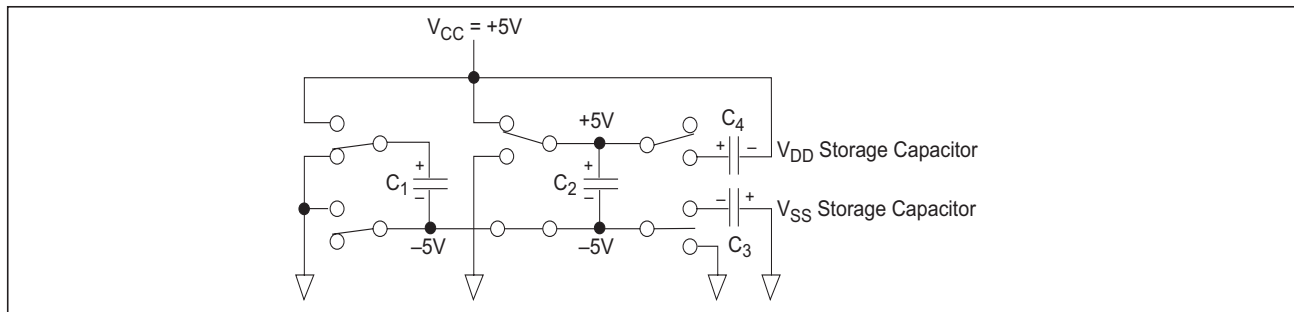 V_CC = +5V
+5V
C_4
+ –
V_DD Storage Capacitor
+
C_1
–
+
C_2
–
– +
V_SS Storage Capacitor
–5V
–5V
C_3